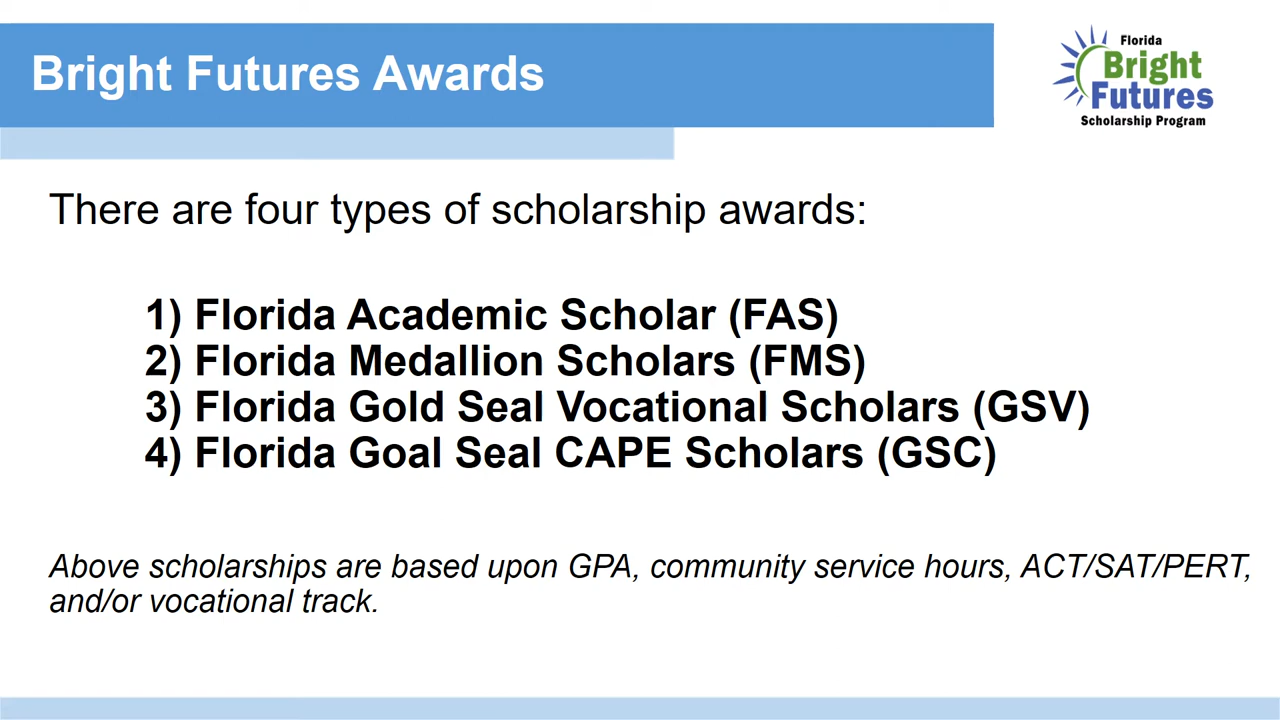 Bright Futures Awards
Florida
Bright
Futures
Scholarship Program
There are four types of scholarship awards:
1) Florida Academic Scholar (FAS)
2) Florida Medallion Scholars (FMS)
3) Florida Gold Seal Vocational Scholars (GSV)
4) Florida Goal Seal CAPE Scholars (GSC)
Above scholarships are based upon GPA, community service hours, ACT/SAT/PERT,
and/or vocational track.